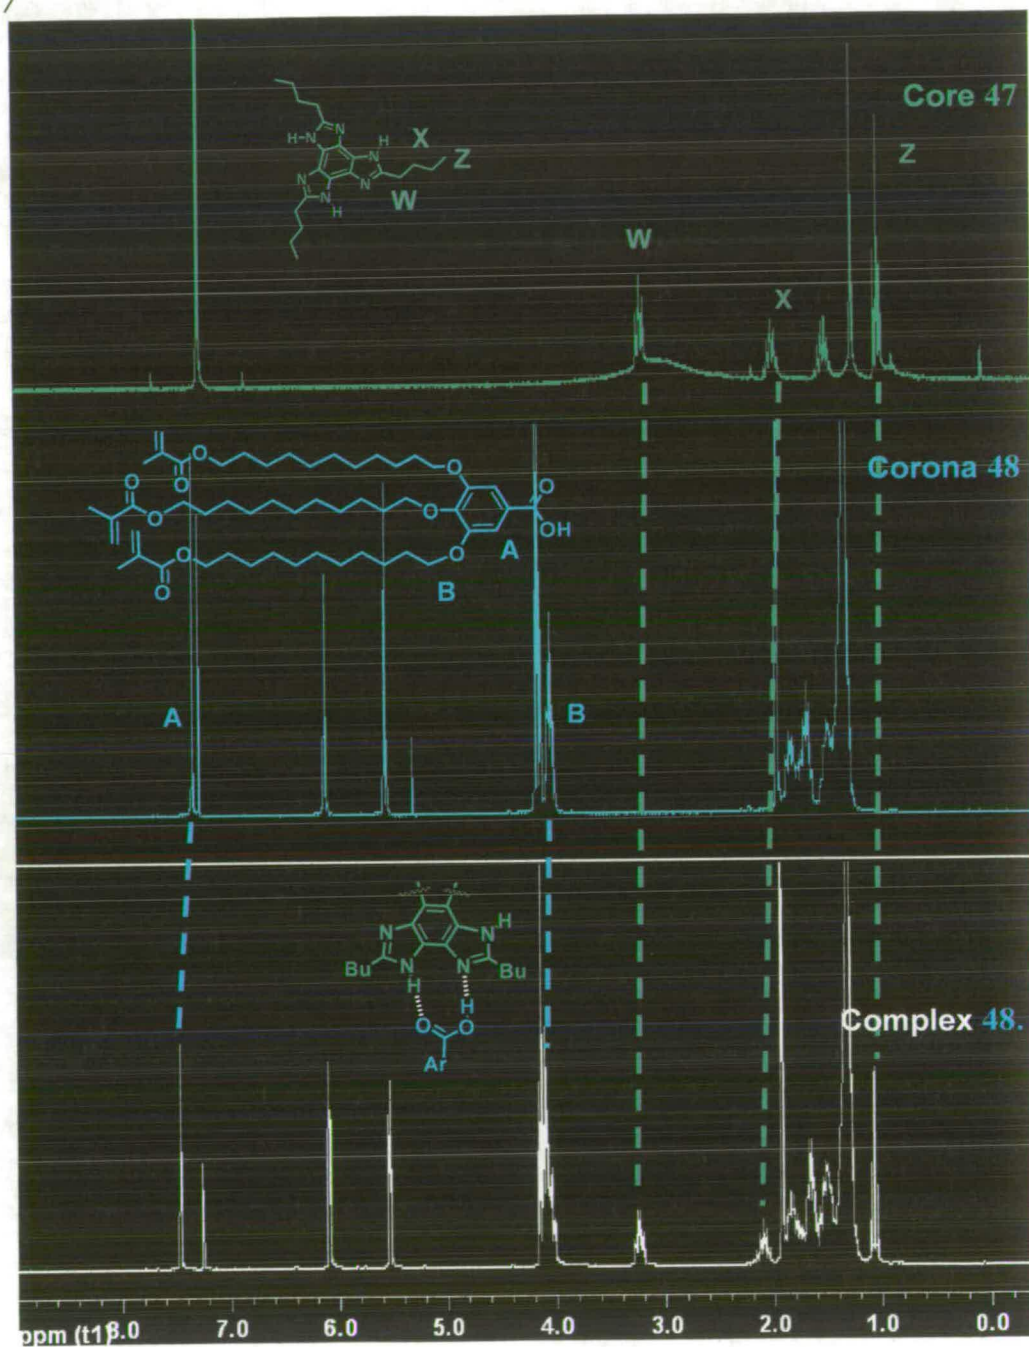 Core 47
Z
X
Z
W
W
X
H-N
N
H
N
N
N
N
H
Corona 48
O
O
O
O
O
O
O
O
O
O
OH
A
B
A
B
N
N
H
Bu
N
N
Bu
H
H
O
O
Ar
Complex 48.
ppm (t1)
8.0
7.0
6.0
5.0
4.0
3.0
2.0
1.0
0.0